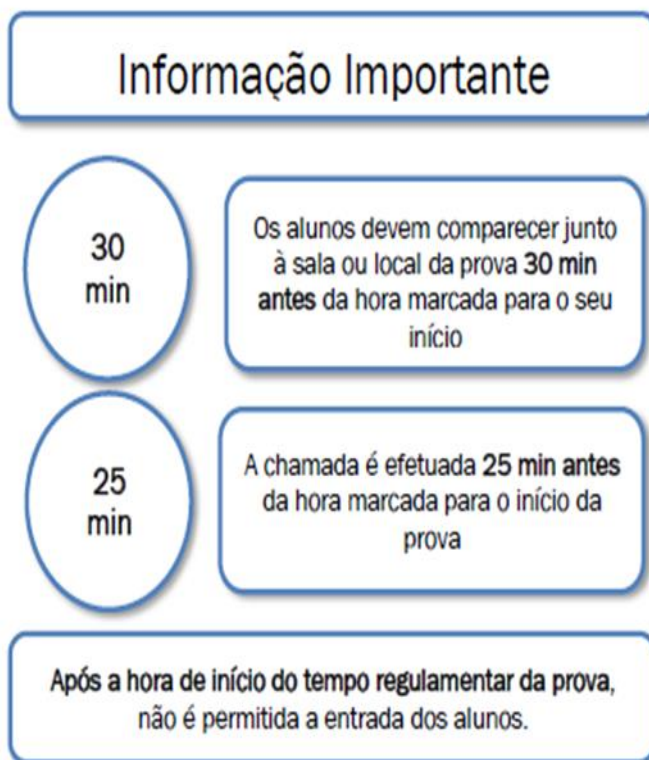 Informação Importante
30
min
Os alunos devem comparecer junto
à sala ou local da prova 30 min
antes da hora marcada para o seu
início
25
min
A chamada é efetuada 25 min antes
da hora marcada para o início da
prova
Após a hora de início do tempo regulamentar da prova,
não é permitida a entrada dos alunos.